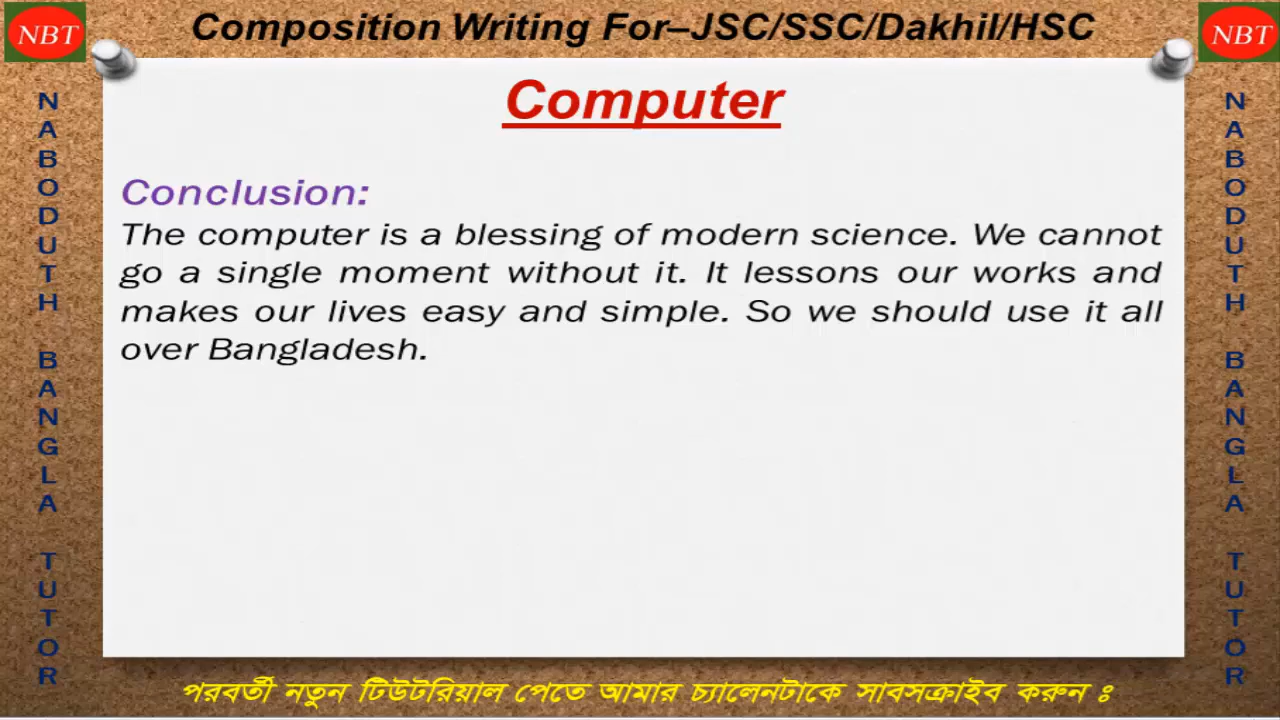 NBT
Composition Writing For–JSC/SSC/Dakhil/HSC
NBT
Computer
Conclusion:
The computer is a blessing of modern science. We cannot
go a single moment without it. It lessons our works and
makes our lives easy and simple. So we should use it all
over Bangladesh.
NABODUTH BANGLA TUTOR
NABODUTH BANGLA TUTOR
পরবর্তী নতুন টিউটরিয়াল পেতে আমার চ্যালেনটাকে সাবসক্রাইব করুন ঃ